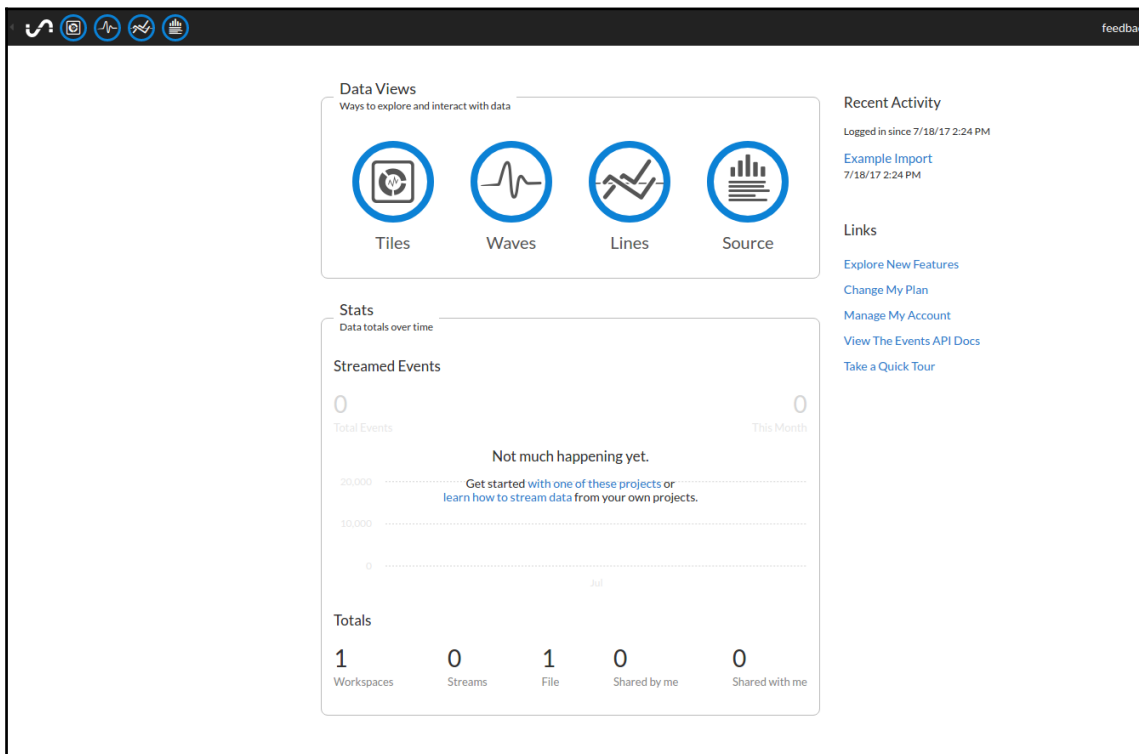 feedba
Data Views
Ways to explore and interact with data
Tiles
Waves
Lines
Source
Stats
Data totals over time
Streamed Events
0
0
Total Events
This Month
Not much happening yet.
20,000
Get started with one of these projects or
learn how to stream data from your own projects.
10,000
0
Jul
Totals
1
0
1
0
0
Workspaces
Streams
File
Shared by me
Shared with me
Recent Activity
Logged in since 7/18/17 2:24 PM
Example Import
7/18/17 2:24 PM
Links
Explore New Features
Change My Plan
Manage My Account
View The Events API Docs
Take a Quick Tour